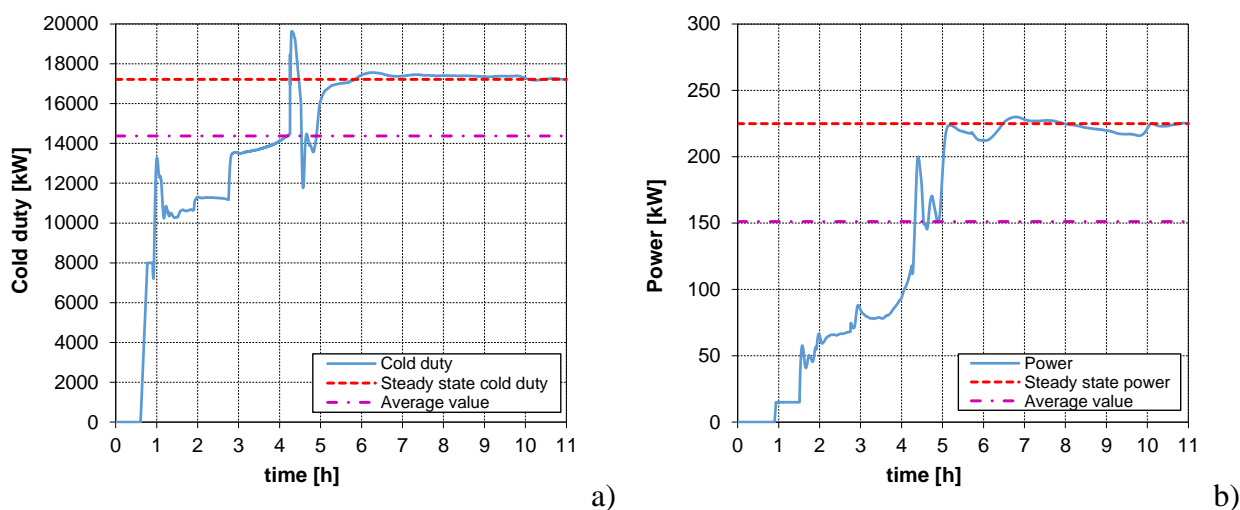 20000
18000
16000
14000
12000
10000
8000
6000
4000
2000
0
Cold duty [kW]
Cold duty
Steady state cold duty
Average value
0 1 2 3 4 5 6 7 8 9 10 11
time [h]
a)
300
250
200
150
100
50
0
Power [kW]
Power
Steady state power
Average value
0 1 2 3 4 5 6 7 8 9 10 11
time [h]
b)